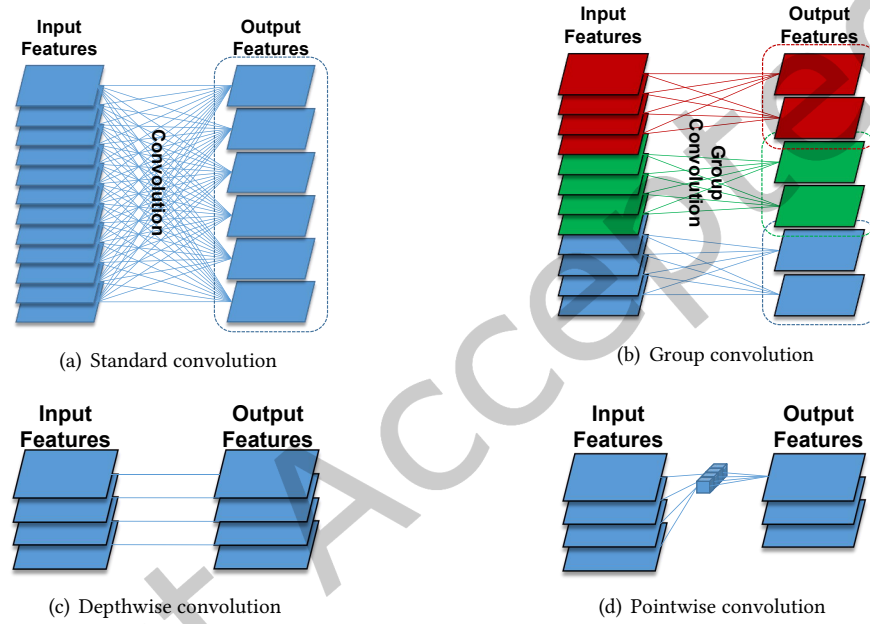 Input
Features
Output
Features
Convolution
(a) Standard convolution
Input
Features
Output
Features
Group
Convolution
(b) Group convolution
Input
Features
Output
Features
(c) Depthwise convolution
Input
Features
Output
Features
(d) Pointwise convolution
t Accepted